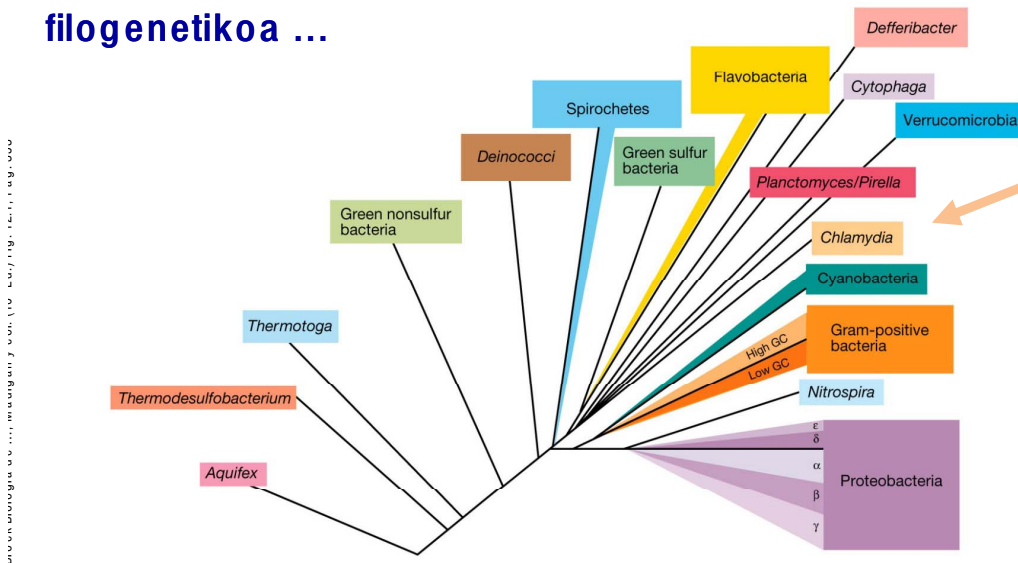 filogenetikoa ...
Defferibacter
Flavobacteria
Cytophaga
Spirochetes
Verrucomicrobia
Deinococci
Green sulfur
bacteria
Planctomyces/Pirella
Green nonsulfur
bacteria
Chlamydia
Cyanobacteria
Thermotoga
Gram-positive
bacteria
High GC
Low GC
Nitrospira
Thermodesulfobacterium
ε
δ
α
Proteobacteria
β
γ
Aquifex